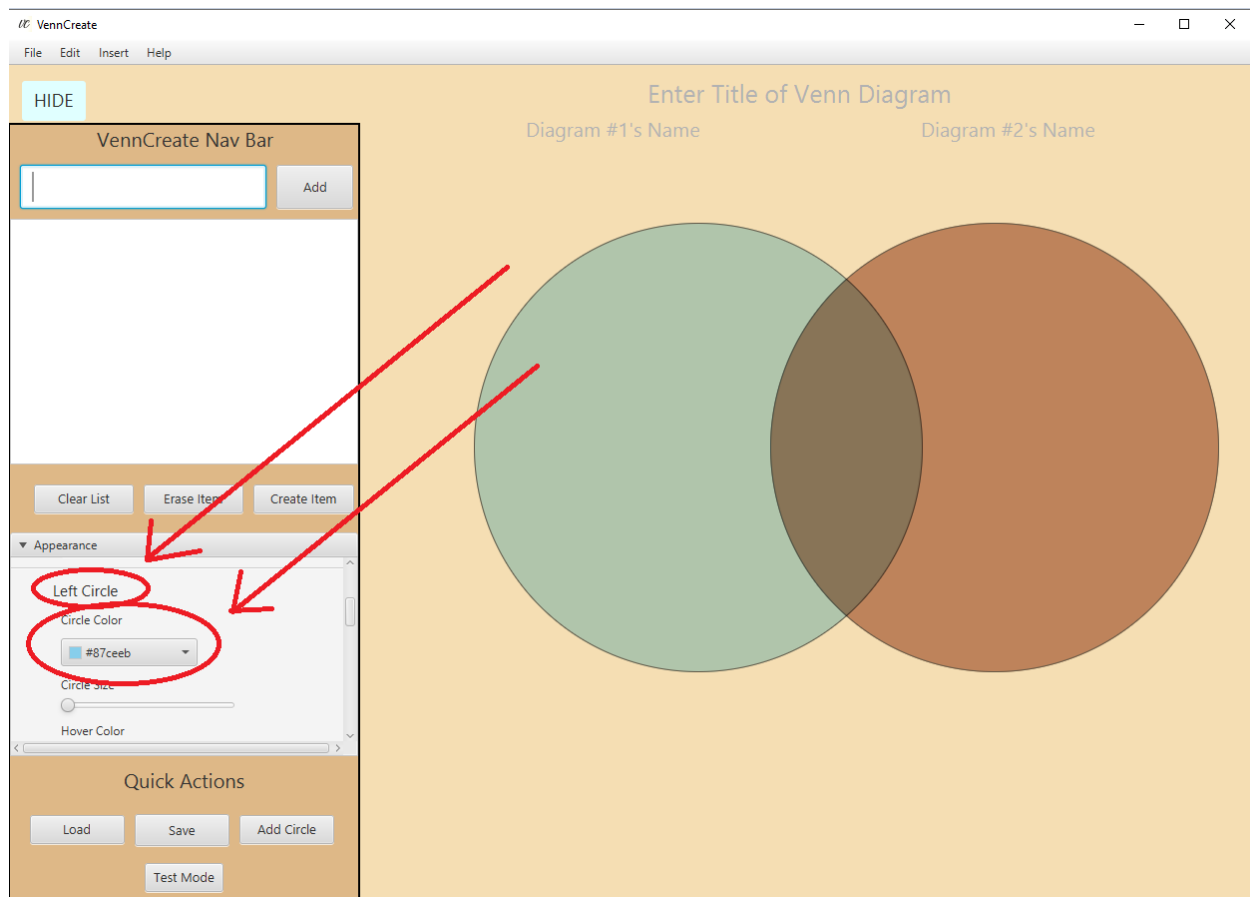 VC VennCreate
File Edit Insert Help
HIDE
Enter Title of Venn Diagram
Diagram #1's Name Diagram #2's Name
VennCreate Nav Bar
Add
Clear List Erase Item Create Item
Appearance
Left Circle
Circle Color
#87ceeb
Circle Size
Hover Color
Quick Actions
Load Save Add Circle
Test Mode